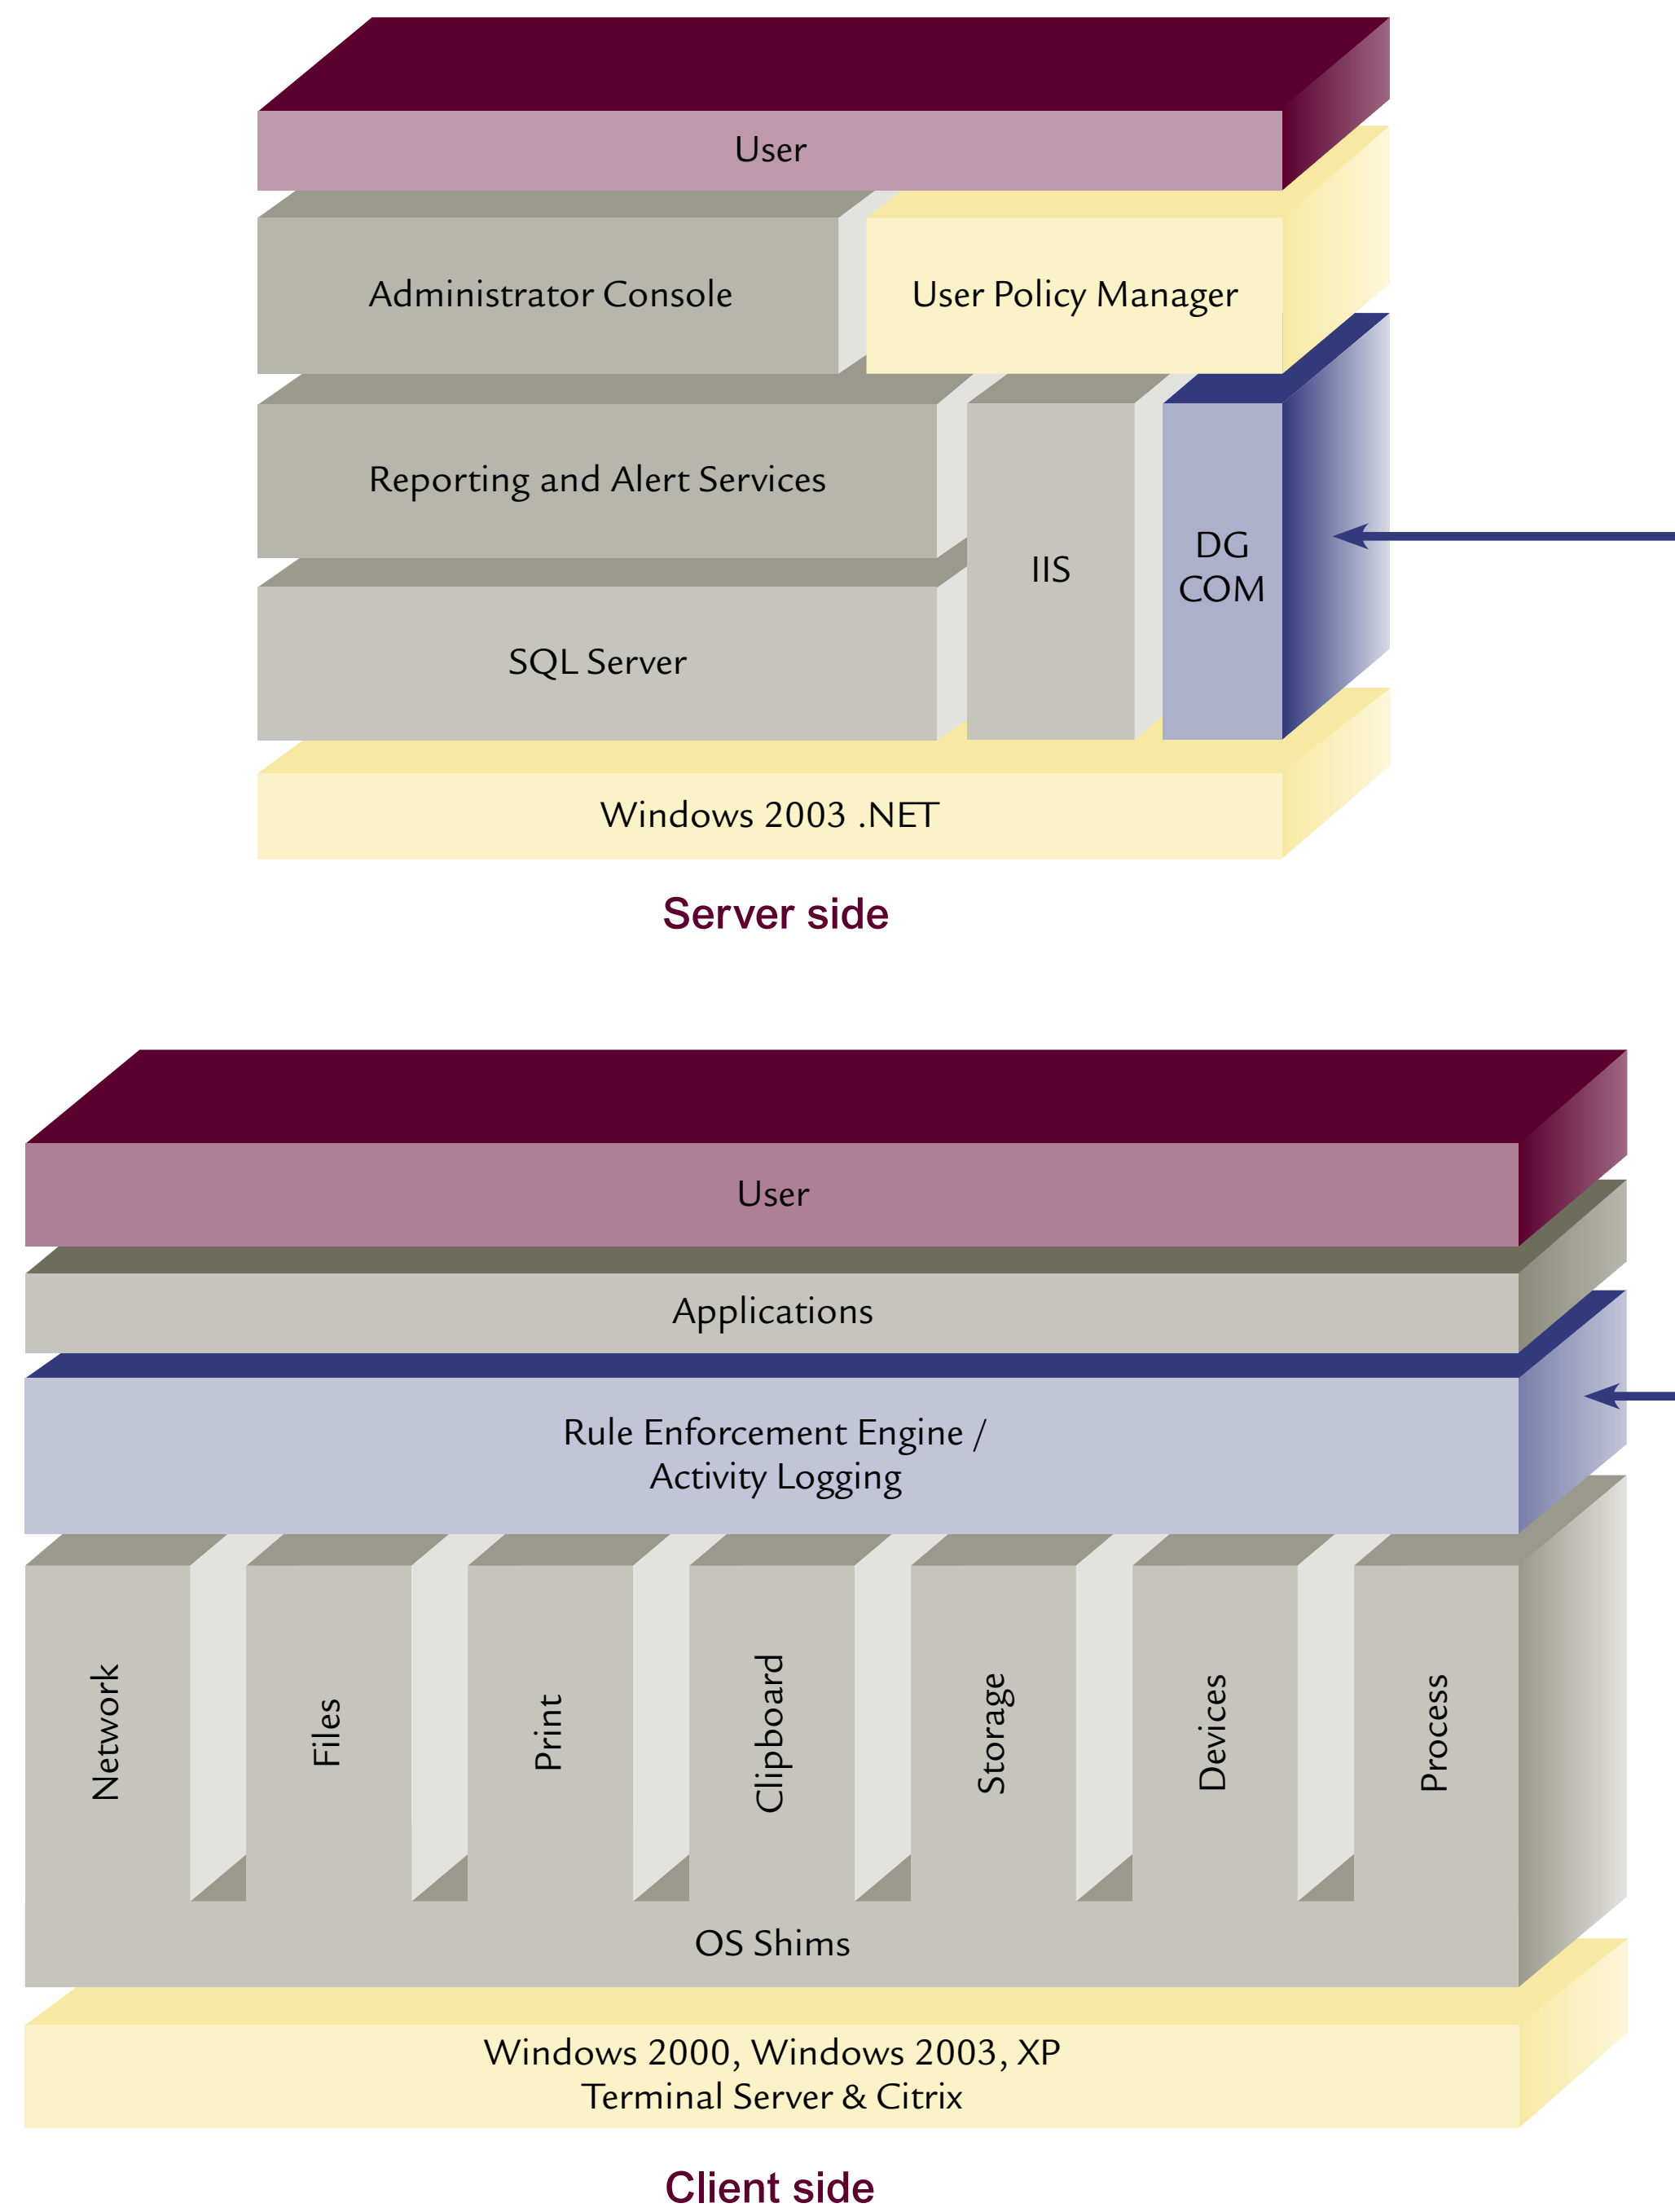 User
Administrator Console
User Policy Manager
Reporting and Alert Services
IIS
DG
COM
SQL Server
Windows 2003 .NET
Server side
User
Applications
Rule Enforcement Engine /
Activity Logging
Network
Files
Print
Clipboard
Storage
Devices
Process
OS Shims
Windows 2000, Windows 2003, XP
Terminal Server & Citrix
Client side